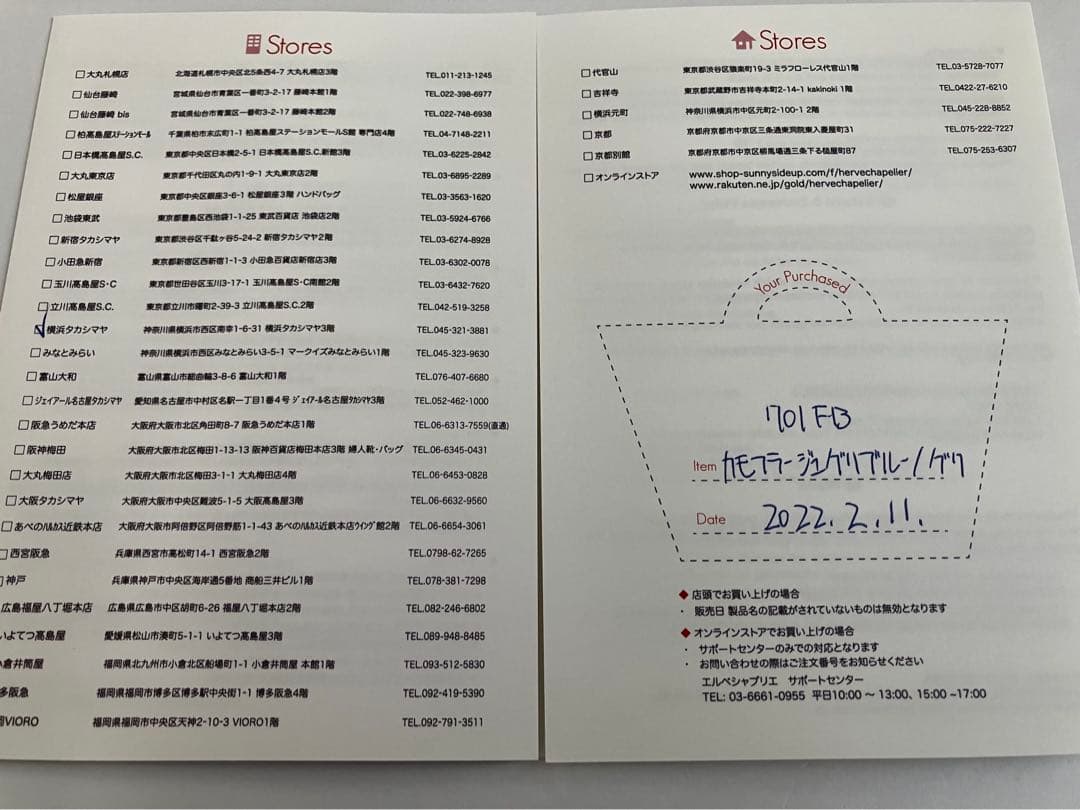 Stores
□大丸札幌店 北海道札幌市中央区北5条西4-7 大丸札幌店3階 TEL.011-213-1245
□仙台藤崎 宮城県仙台市青葉区一番町3-2-17 藤崎本館1階 TEL.022-398-6977
□仙台藤崎 bis 宮城県仙台市青葉区一番町3-2-17 藤崎本館2階 TEL.022-748-6938
□柏高島屋ステーションモール 千葉県柏市末広町1-1 柏高島屋ステーションモールS館 専門店4階 TEL.04-7148-2211
□日本橋高島屋S.C. 東京都中央区日本橋2-5-1 日本橋高島屋S.C.新館3階 TEL.03-6225-2842
□大丸東京店 東京都千代田区丸の内1-9-1 大丸東京店2階 TEL.03-6895-2289
□松屋銀座 東京都中央区銀座3-6-1 松屋銀座3階 ハンドバッグ TEL.03-3563-1620
□池袋東武 東京都豊島区西池袋1-1-25 東武百貨店 池袋店2階 TEL.03-5924-6766
□新宿タカシマヤ 東京都渋谷区千駄ヶ谷5-24-2 新宿タカシマヤ2階 TEL.03-6274-8928
□小田急新宿 東京都新宿区西新宿1-1-3 小田急百貨店新宿店3階 TEL.03-6302-0078
□玉川高島屋S・C 東京都世田谷区玉川3-17-1 玉川高島屋S・C南館2階 TEL.03-6432-7620
□立川高島屋S.C. 東京都立川市曙町2-39-3 立川高島屋S.C.2階 TEL.042-519-3258
☑横浜タカシマヤ 神奈川県横浜市西区南幸1-6-31 横浜タカシマヤ3階 TEL.045-321-3881
□みなとみらい 神奈川県横浜市西区みなとみらい3-5-1 マークイズみなとみらい1階 TEL.045-323-9630
□富山大和 富山県富山市総曲輪3-8-6 富山大和1階 TEL.076-407-6680
□ジェイアール名古屋タカシマヤ 愛知県名古屋市中村区名駅一丁目1番4号 ジェイアール名古屋タカシマヤ3階 TEL.052-462-1000
□阪急うめだ本店 大阪府大阪市北区角田町8-7 阪急うめだ本店1階 TEL.06-6313-7559(直通)
□阪神梅田 大阪府大阪市北区梅田1-13-13 阪神百貨店梅田本店3階 婦人靴・バッグ TEL.06-6345-0431
□大丸梅田店 大阪府大阪市北区梅田3-1-1 大丸梅田店4階 TEL.06-6453-0828
□大阪タカシマヤ 大阪府大阪市中央区難波5-1-5 大阪高島屋3階 TEL.06-6632-9560
□あべのハルカス近鉄本店 大阪府大阪市阿倍野区阿倍野筋1-1-43 あべのハルカス近鉄本店ウイング館2階 TEL.06-6654-3061
□西宮阪急 兵庫県西宮市高松町14-1 西宮阪急2階 TEL.0798-62-7265
□神戸 兵庫県神戸市中央区海岸通5番地 商船三井ビル1階 TEL.078-381-7298
広島福屋八丁堀本店 広島県広島市中区胡町6-26 福屋八丁堀本店2階 TEL.082-246-6802
いよてつ高島屋 愛媛県松山市湊町5-1-1 いよてつ高島屋3階 TEL.089-948-8485
小倉井筒屋 福岡県北九州市小倉北区船場町1-1 小倉井筒屋 本館1階 TEL.093-512-5830
多阪急 福岡県福岡市博多区博多駅中央街1-1 博多阪急4階 TEL.092-419-5390
岡VIORO 福岡県福岡市中央区天神2-10-3 VIORO1階 TEL.092-791-3511
Stores
□代官山 東京都渋谷区猿楽町19-3 ミラフローレス代官山1階 TEL.03-5728-7077
□吉祥寺 東京都武蔵野市吉祥寺本町2-14-1 kakinoki 1階 TEL.0422-27-6210
□横浜元町 神奈川県横浜市中区元町2-100-1 2階 TEL.045-228-8852
□京都 京都府京都市中京区三条通東洞院東入菱屋町31 TEL.075-222-7227
□京都別館 京都府京都市中京区柳馬場通三条下る槌屋町87 TEL.075-253-6307
□オンラインストア www.shop-sunnysideup.com/f/hervechapelier/
www.rakuten.ne.jp/gold/hervechapelier/
Your Purchased
701FB
Item カモフラージュグリブルー/グリ
Date 2022.2.11.
◆店頭でお買い上げの場合
・ 販売日 製品名の記載がされていないものは無効となります
◆オンラインストアでお買い上げの場合
・ サポートセンターのみでの対応となります
・ お問い合わせの際はご注文番号をお知らせください
エルベシャプリエ サポートセンター
TEL: 03-6661-0955 平日10:00 ～ 13:00、15:00 ~17:00